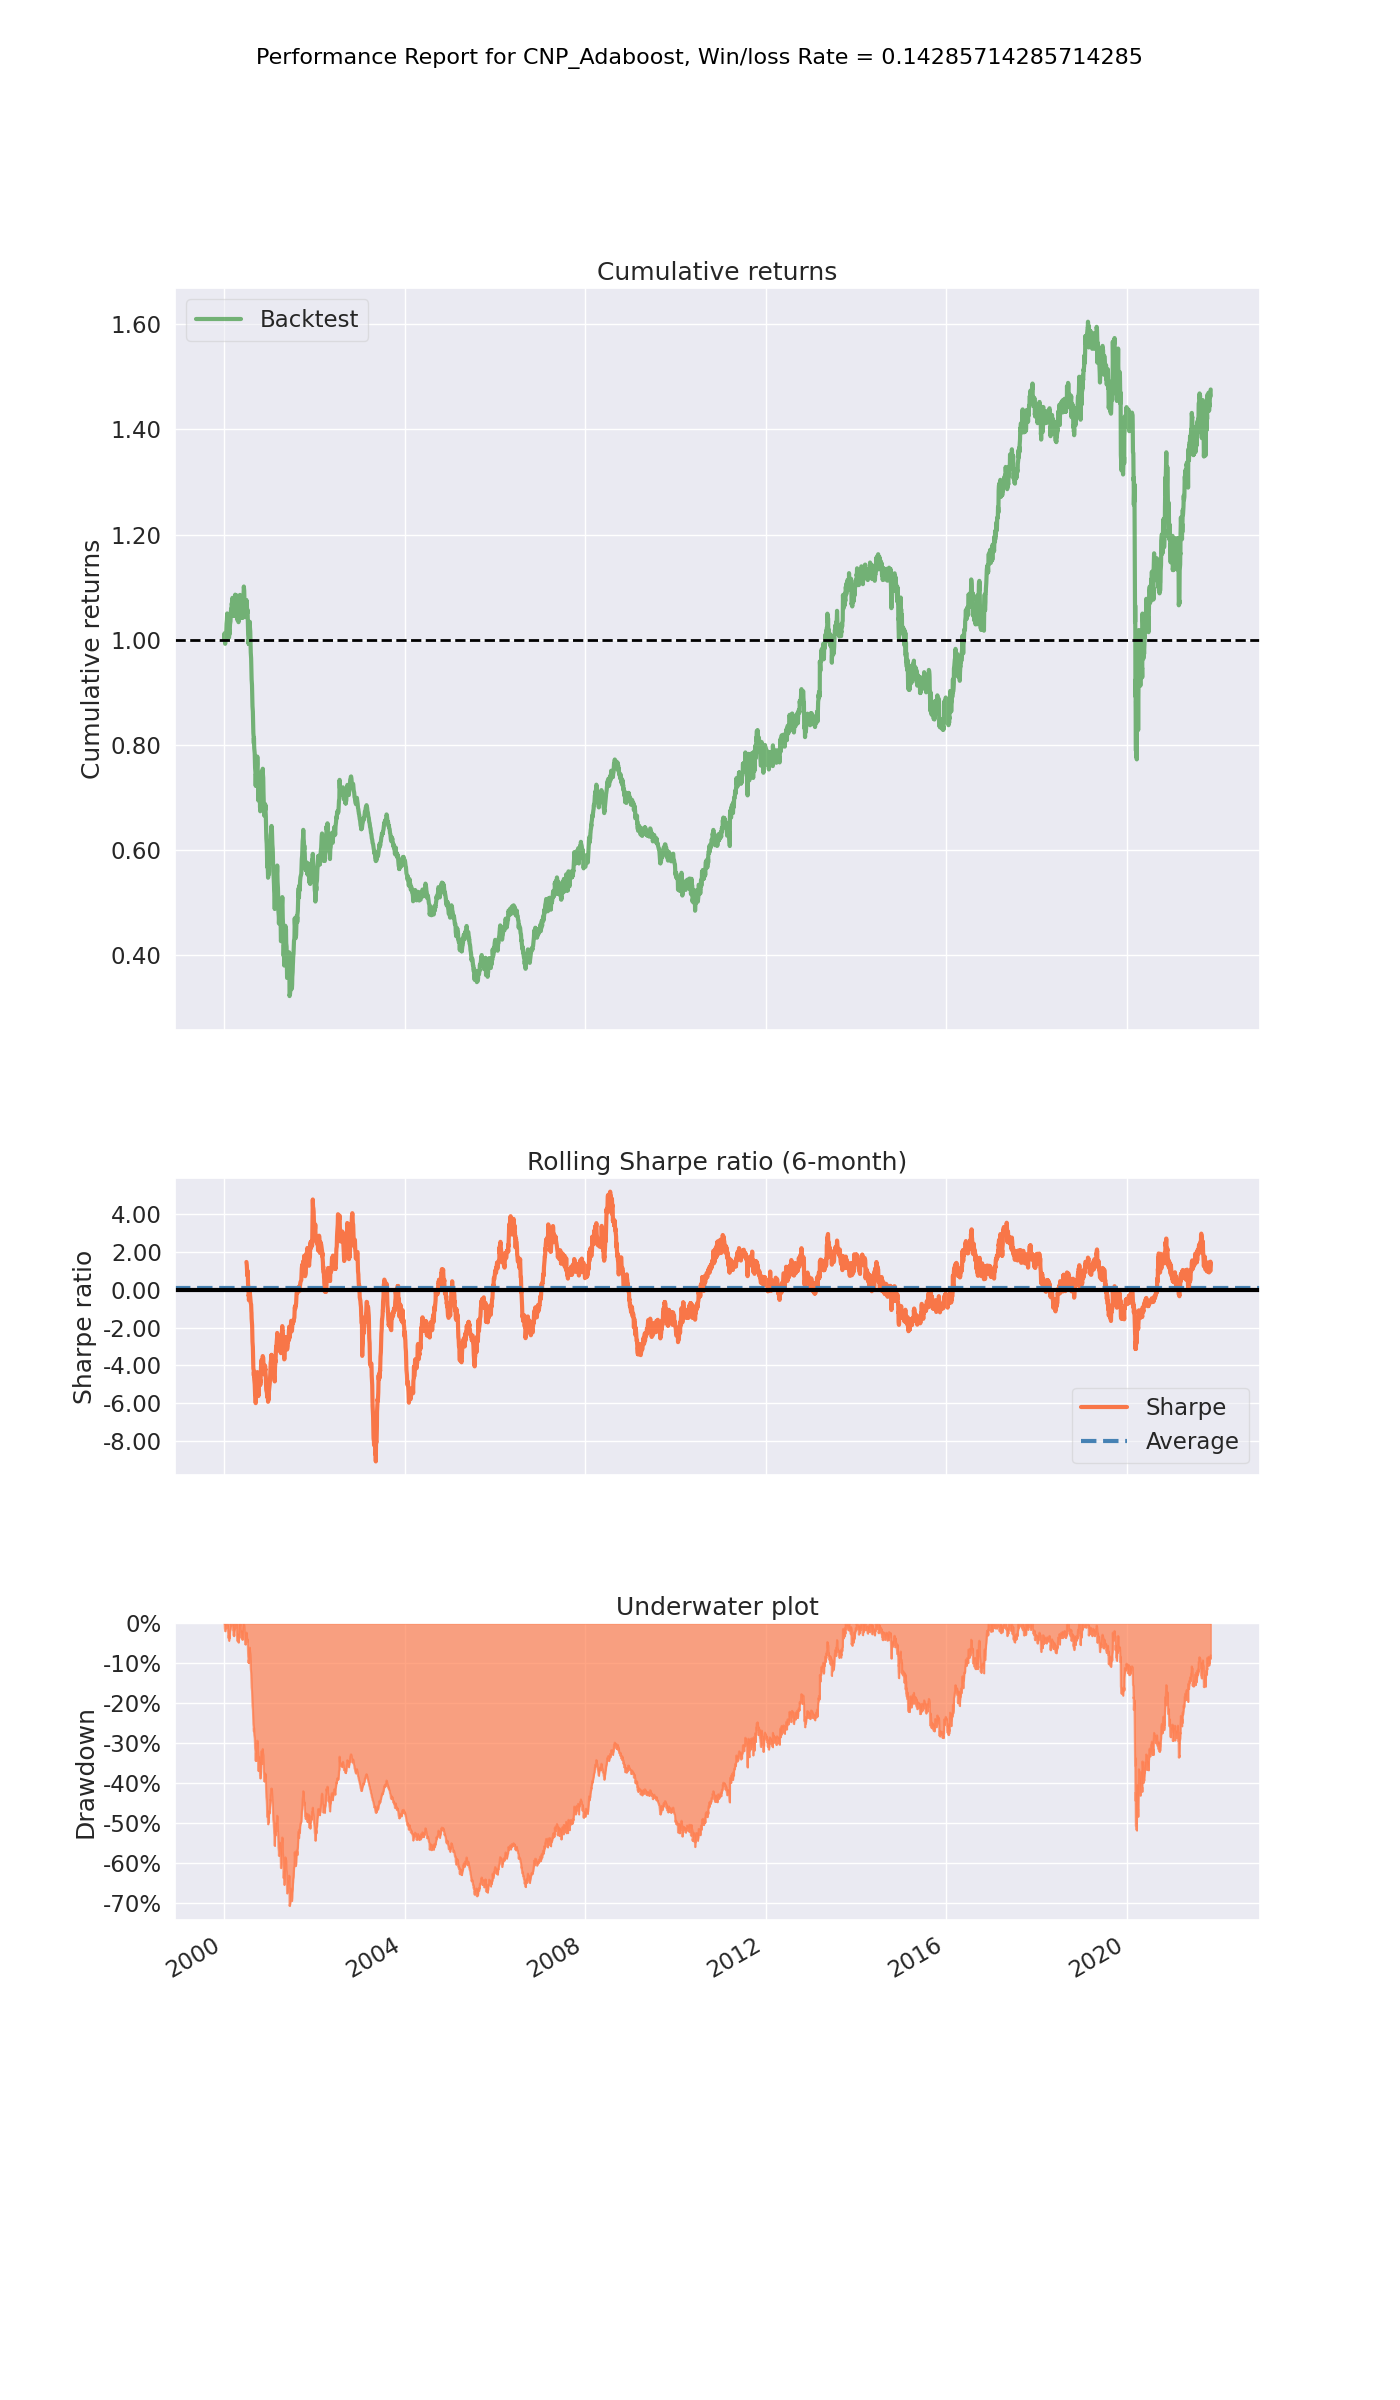 Performance Report for CNP_Adaboost, Win/loss Rate = 0.14285714285714285
Cumulative returns
Backtest
Cumulative returns
1.60
1.40
1.20
1.00
0.80
0.60
0.40
Rolling Sharpe ratio (6-month)
Sharpe ratio
4.00
2.00
0.00
-2.00
-4.00
-6.00
-8.00
Sharpe
Average
Underwater plot
Drawdown
0%
-10%
-20%
-30%
-40%
-50%
-60%
-70%
2000 2004 2008 2012 2016 2020